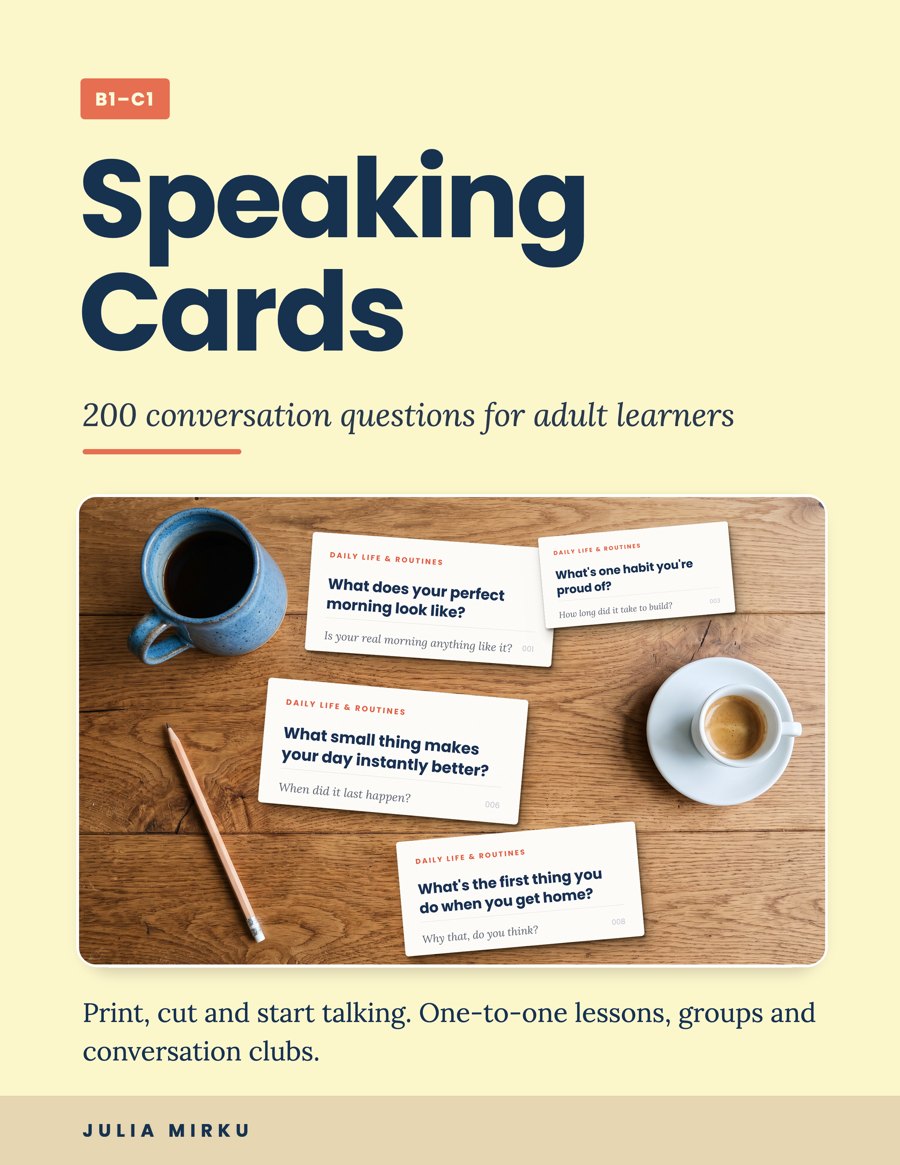 B1–C1
Speaking
Cards
200 conversation questions for adult learners
DAILY LIFE & ROUTINES
What does your perfect
morning look like?
Is your real morning anything like it?
001
DAILY LIFE & ROUTINES
What's one habit you're
proud of?
How long did it take to build?
003
DAILY LIFE & ROUTINES
What small thing makes
your day instantly better?
When did it last happen?
006
DAILY LIFE & ROUTINES
What's the first thing you
do when you get home?
Why that, do you think?
008
Print, cut and start talking. One-to-one lessons, groups and
conversation clubs.
JULIA MIRKU